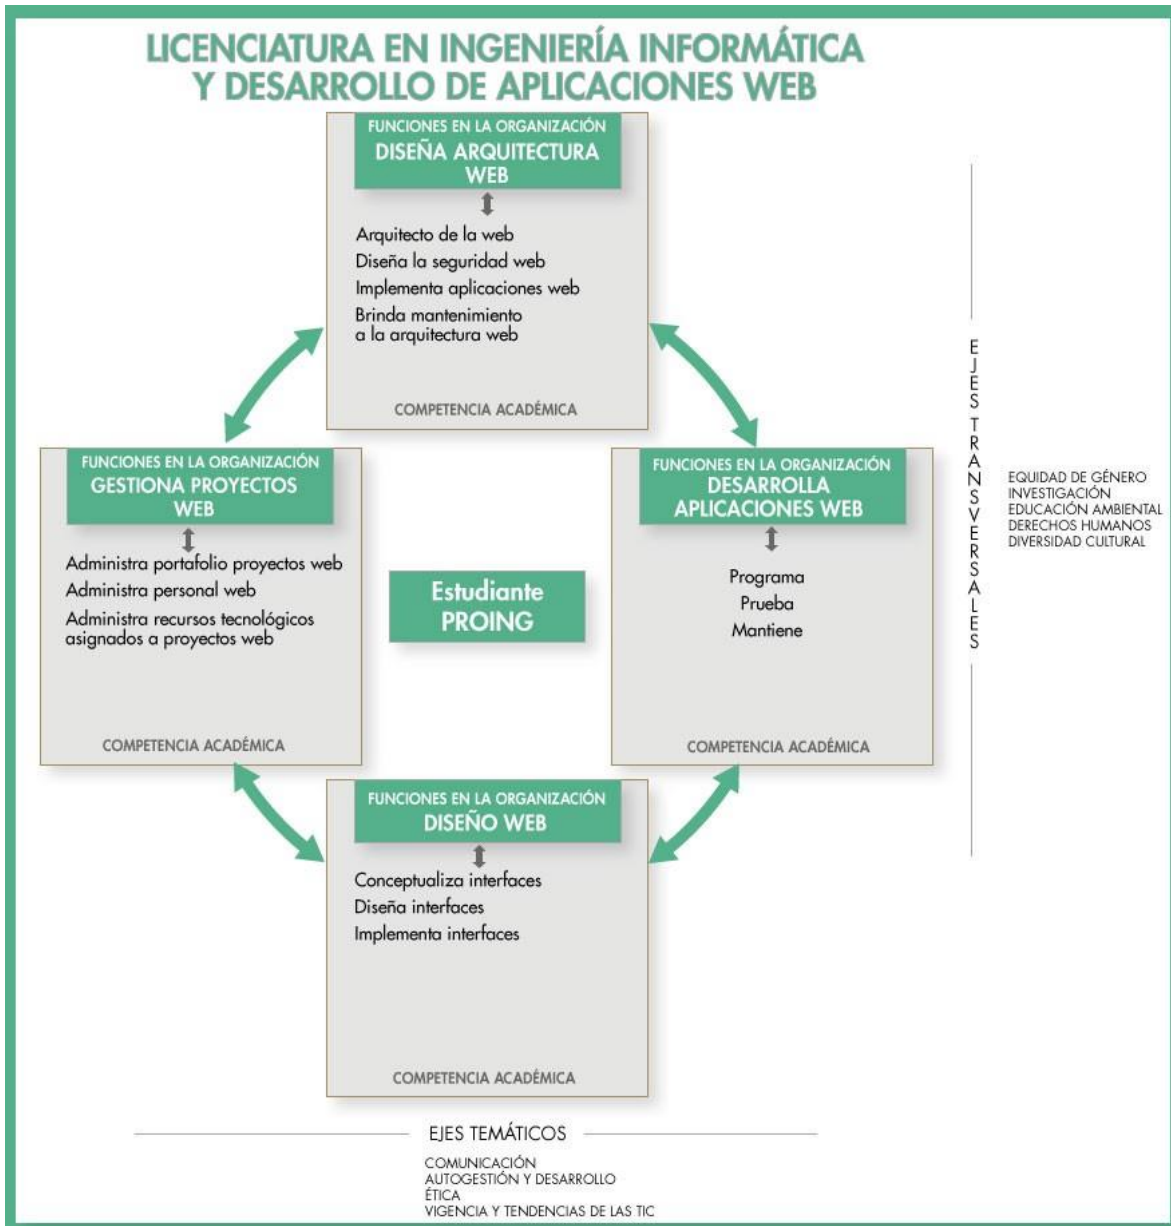 LICENCIATURA EN INGENIERÍA INFORMÁTICA
Y DESARROLLO DE APLICACIONES WEB
FUNCIONES EN LA ORGANIZACIÓN
DISEÑA ARQUITECTURA
WEB
Arquitecto de la web
Diseña la seguridad web
Implementa aplicaciones web
Brinda mantenimiento
a la arquitectura web
COMPETENCIA ACADÉMICA
FUNCIONES EN LA ORGANIZACIÓN
GESTIONA PROYECTOS
WEB
Administra portafolio proyectos web
Administra personal web
Administra recursos tecnológicos
asignados a proyectos web
COMPETENCIA ACADÉMICA
Estudiante
PROING
FUNCIONES EN LA ORGANIZACIÓN
DESARROLLA
APLICACIONES WEB
Programa
Prueba
Mantiene
COMPETENCIA ACADÉMICA
FUNCIONES EN LA ORGANIZACIÓN
DISEÑO WEB
Conceptualiza interfaces
Diseña interfaces
Implementa interfaces
COMPETENCIA ACADÉMICA
EJES TRANSVERSALES
EQUIDAD DE GÉNERO
INVESTIGACIÓN
EDUCACIÓN AMBIENTAL
DERECHOS HUMANOS
DIVERSIDAD CULTURAL
EJES TEMÁTICOS
COMUNICACIÓN
AUTOGESTIÓN Y DESARROLLO
ÉTICA
VIGENCIA Y TENDENCIAS DE LAS TIC